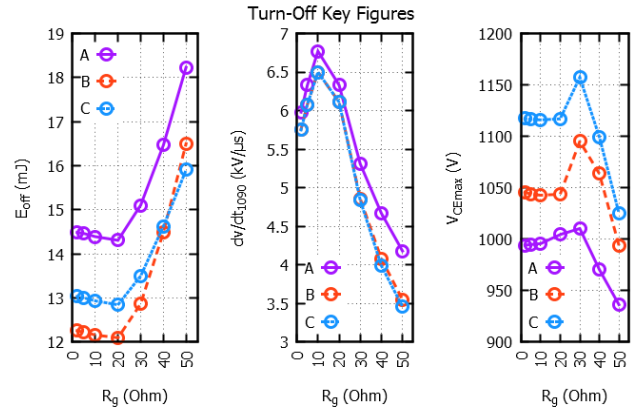 Turn-Off Key Figures
E_off (mJ)
19
18
17
16
15
14
13
12
A
B
C
0
10
20
30
40
50
R_g (Ohm)
dv/dt_1090 (kV/µs)
7
6.5
6
5.5
5
4.5
4
3.5
3
A
B
C
0
10
20
30
40
50
R_g (Ohm)
V_CEmax (V)
1200
1150
1100
1050
1000
950
900
A
B
C
0
10
20
30
40
50
R_g (Ohm)